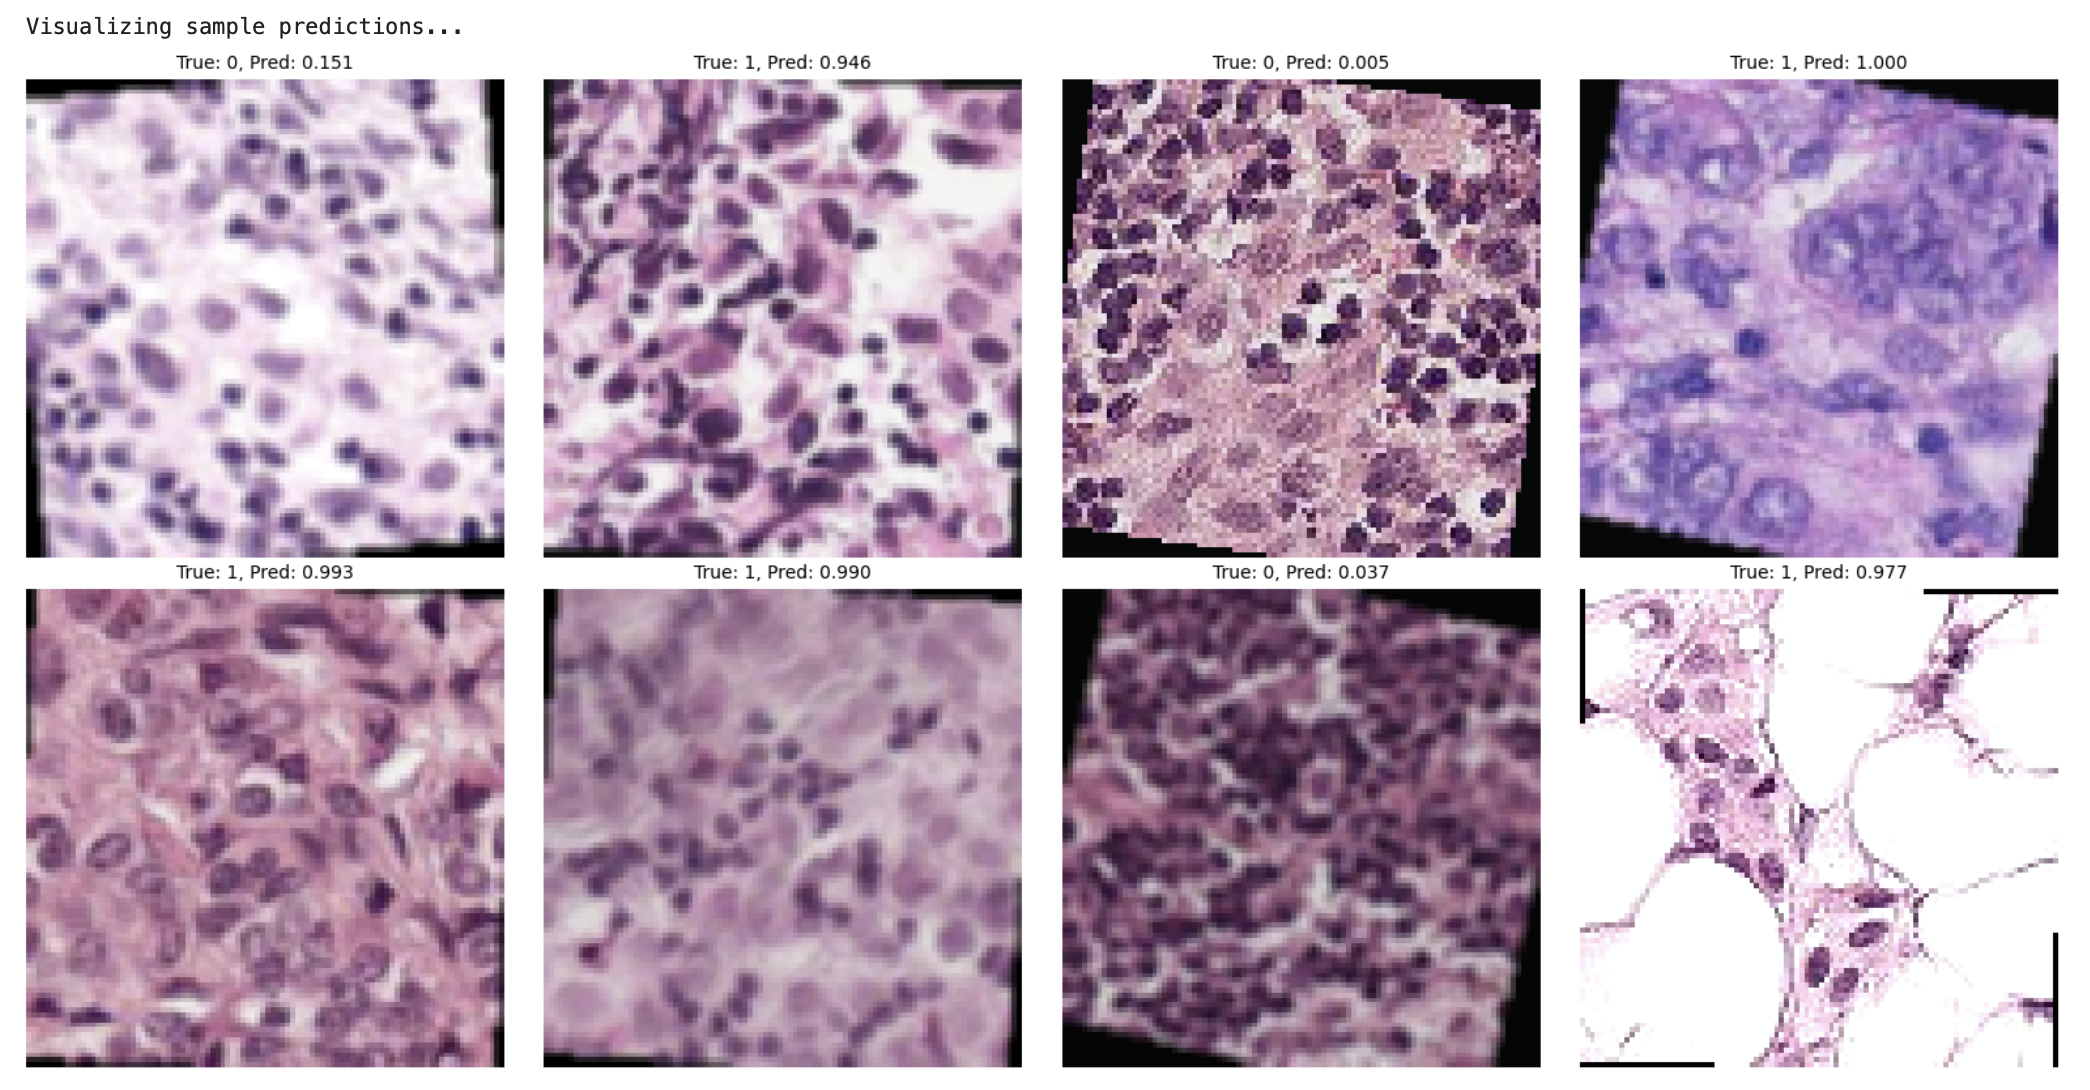 Visualizing sample predictions...
True: 0, Pred: 0.151
True: 1, Pred: 0.946
True: 0, Pred: 0.005
True: 1, Pred: 1.000
True: 1, Pred: 0.993
True: 1, Pred: 0.990
True: 0, Pred: 0.037
True: 1, Pred: 0.977